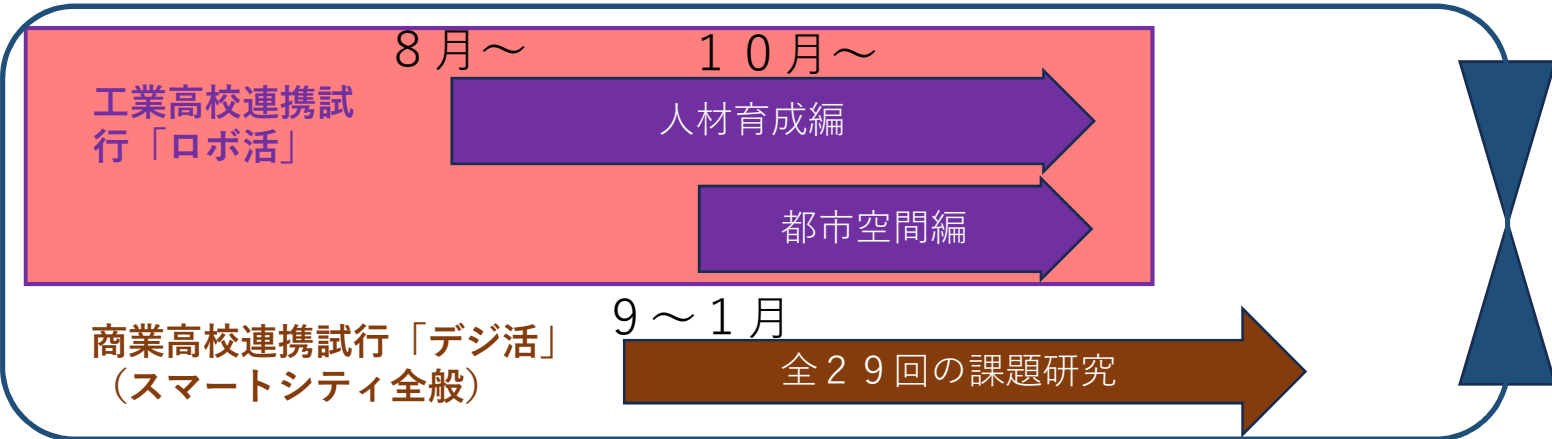 8月～
10月～
工業高校連携試
行「ロボ活」
人材育成編
都市空間編
9～1月
商業高校連携試行「デジ活」
（スマートシティ全般）
全29回の課題研究